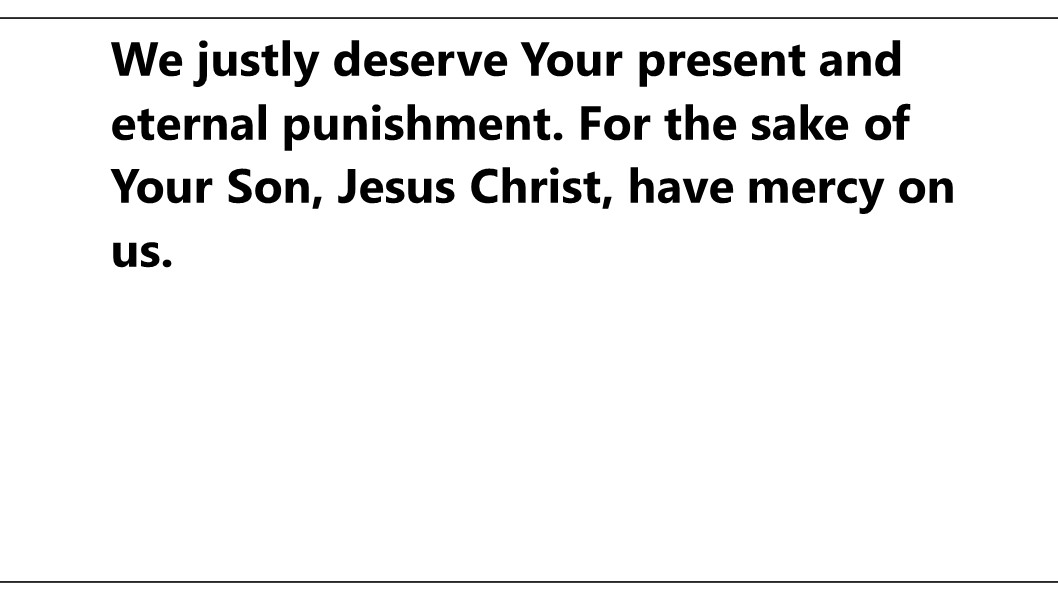 We justly deserve Your present and
eternal punishment. For the sake of
Your Son, Jesus Christ, have mercy on
us.